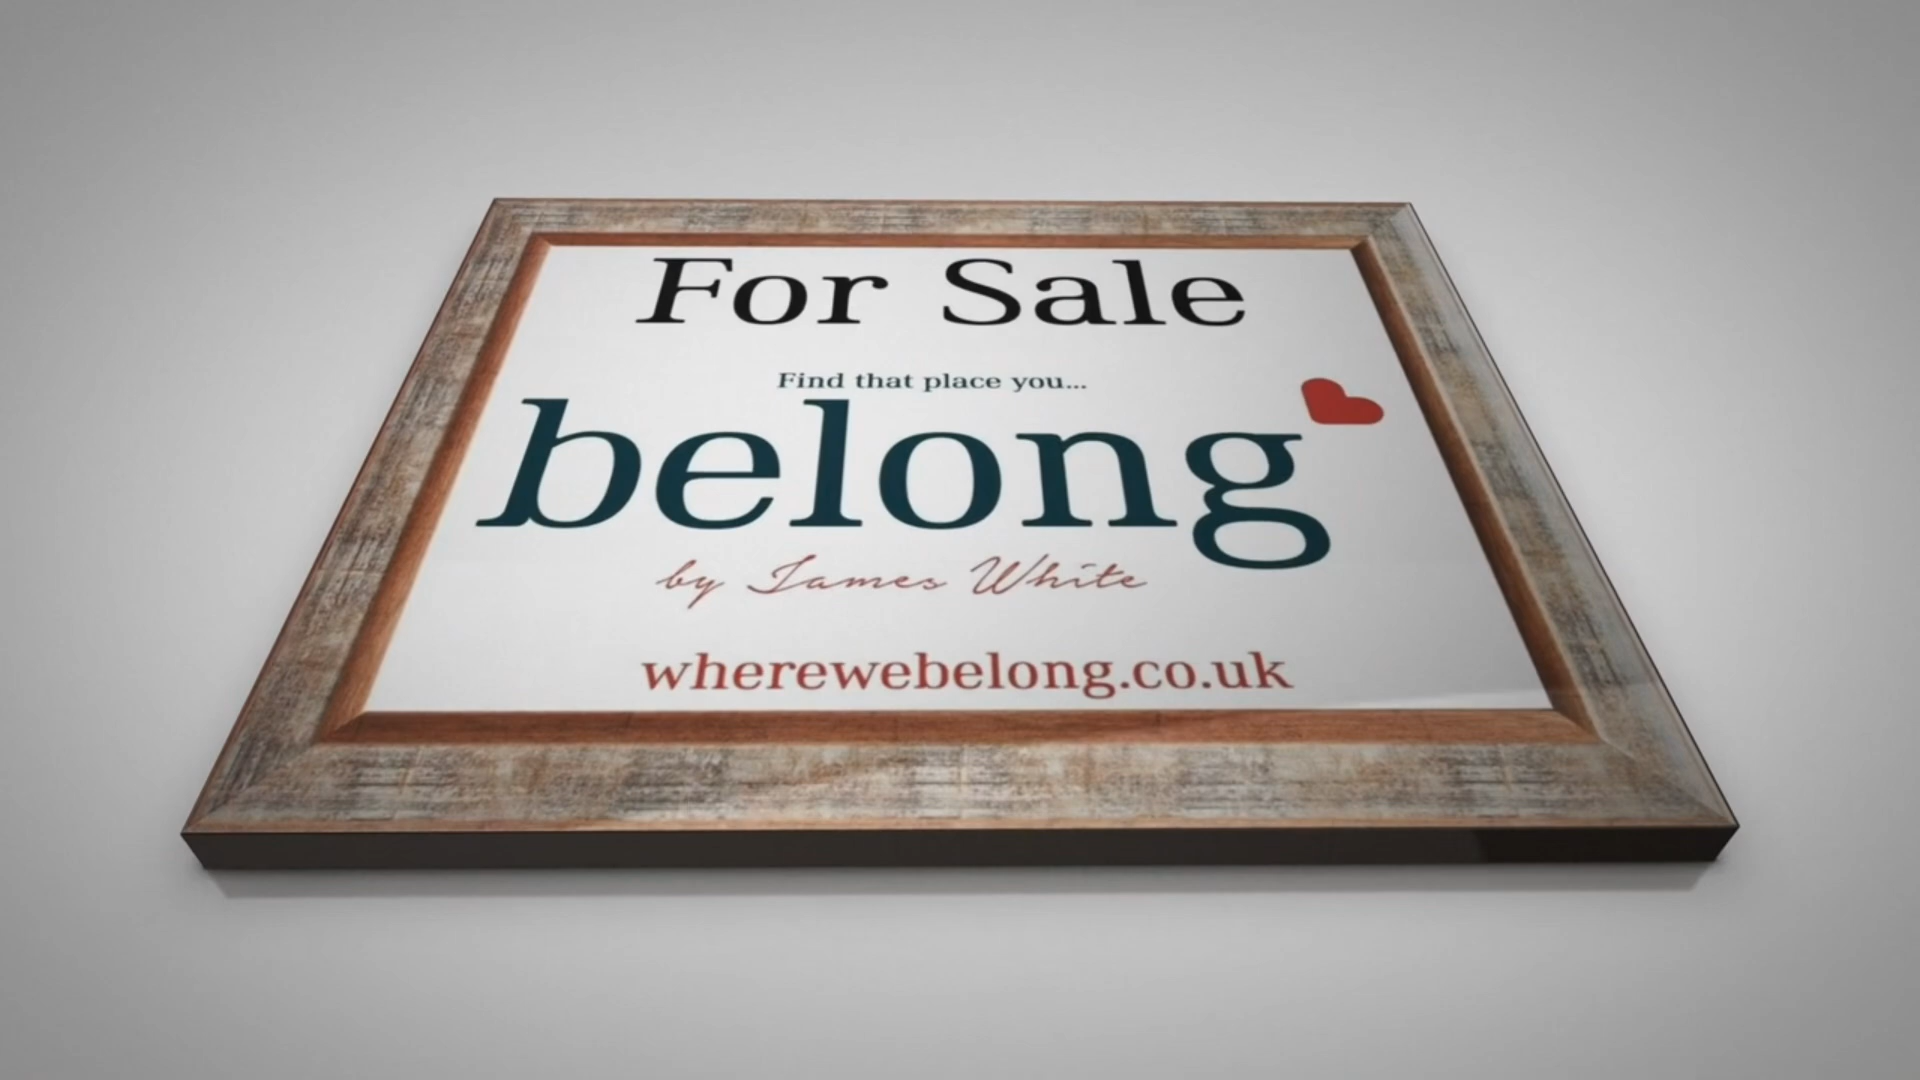 For Sale
Find that place you...
belong
by James White
wherewebelong.co.uk